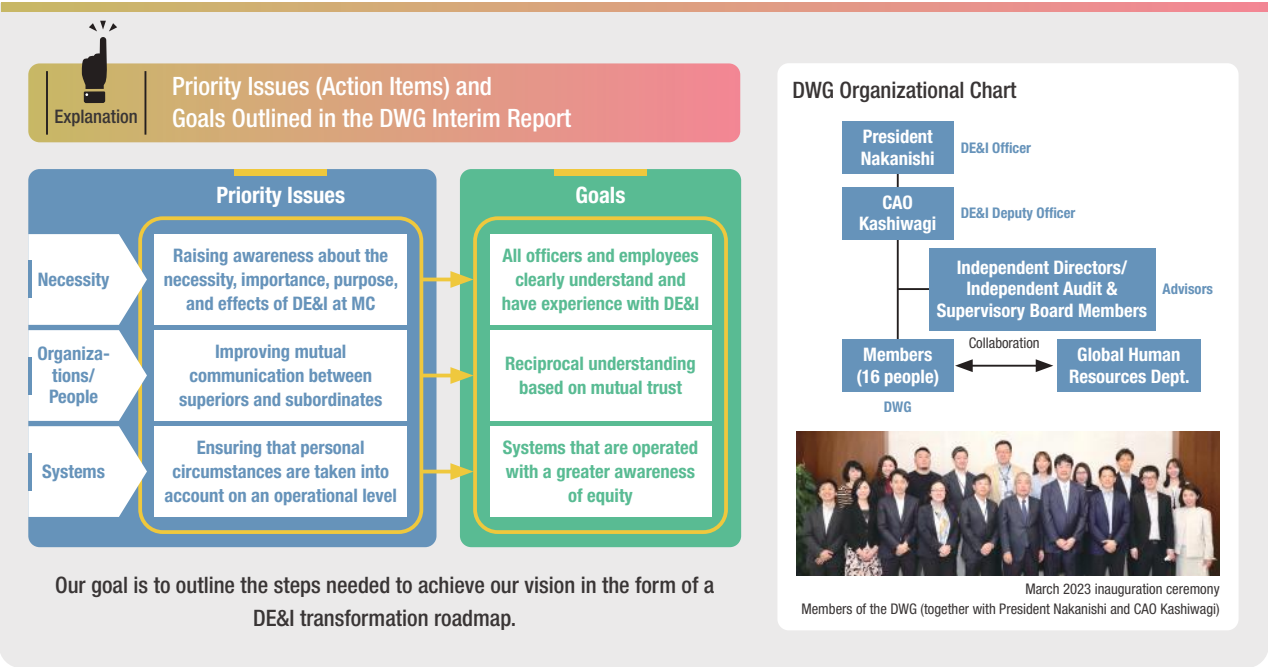 Explanation
Priority Issues (Action Items) and
Goals Outlined in the DWG Interim Report
Priority Issues
Goals
Necessity
Raising awareness about the
necessity, importance, purpose,
and effects of DE&I at MC
All officers and employees
clearly understand and
have experience with DE&I
Organiza-
tions/
People
Improving mutual
communication between
superiors and subordinates
Reciprocal understanding
based on mutual trust
Systems
Ensuring that personal
circumstances are taken into
account on an operational level
Systems that are operated
with a greater awareness
of equity
Our goal is to outline the steps needed to achieve our vision in the form of a
DE&I transformation roadmap.
DWG Organizational Chart
President
Nakanishi
DE&I Officer
CAO
Kashiwagi
DE&I Deputy Officer
Independent Directors/
Independent Audit &
Supervisory Board Members
Advisors
Members
(16 people)
Collaboration
Global Human
Resources Dept.
DWG
March 2023 inauguration ceremony
Members of the DWG (together with President Nakanishi and CAO Kashiwagi)